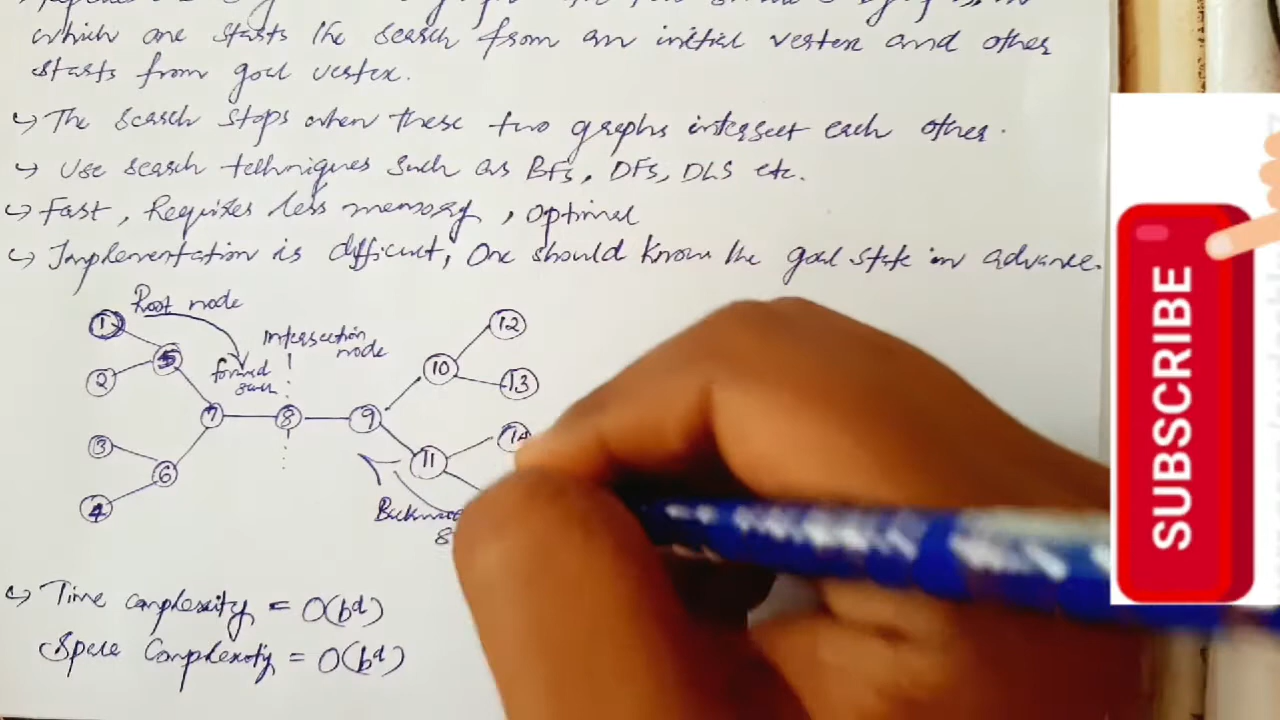 which one starts the search from an initial vertex and other
starts from goal vertex.
↳ The search stops when these two graphs intersect each other.
↳ Use search techniques such as BFS, DFS, DLS etc.
↳ Fast, Requires less memory, Optimal
↳ Implementation is difficult, One should know the goal state in advance.
Root node
1
12
intersection
node
5
forward
10
2
13
7
8
9
14
3
11
6
4
↳ Time complexity = O(b^d)
Space Complexity = O(b^d)
SUBSCRIBE